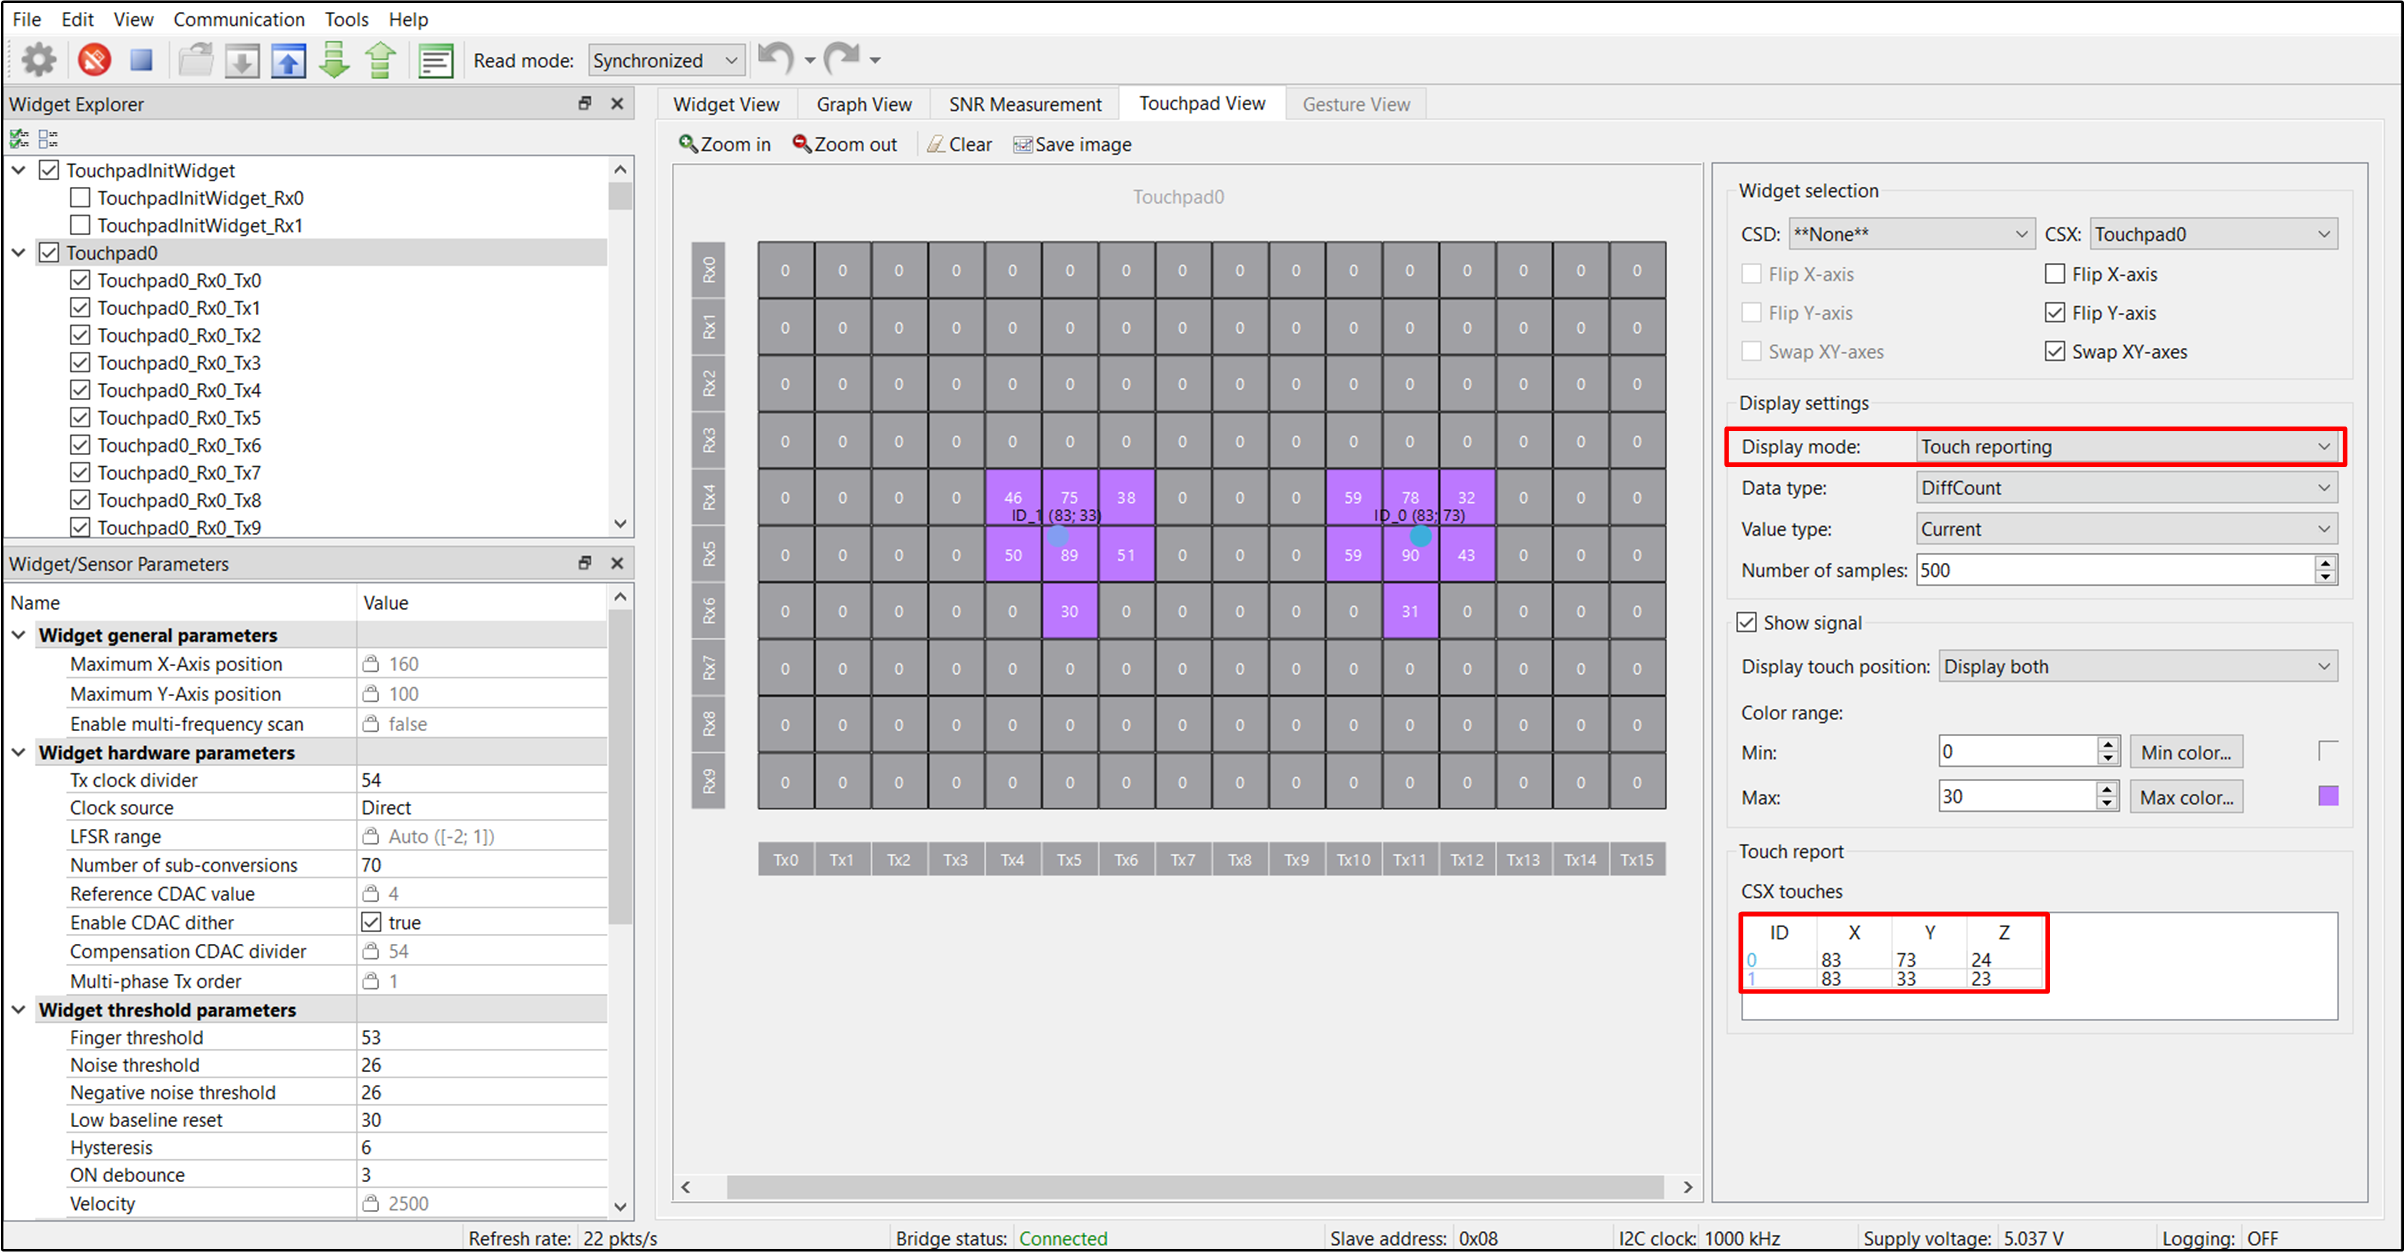 File Edit View Communication Tools Help
Read mode: Synchronized
Widget Explorer
TouchpadInitWidget
TouchpadInitWidget_Rx0
TouchpadInitWidget_Rx1
Touchpad0
Touchpad0_Rx0_Tx0
Touchpad0_Rx0_Tx1
Touchpad0_Rx0_Tx2
Touchpad0_Rx0_Tx3
Touchpad0_Rx0_Tx4
Touchpad0_Rx0_Tx5
Touchpad0_Rx0_Tx6
Touchpad0_Rx0_Tx7
Touchpad0_Rx0_Tx8
Touchpad0_Rx0_Tx9
Widget/Sensor Parameters
Name Value
Widget general parameters
Maximum X-Axis position 160
Maximum Y-Axis position 100
Enable multi-frequency scan false
Widget hardware parameters
Tx clock divider 54
Clock source Direct
LFSR range Auto ([-2; 1])
Number of sub-conversions 70
Reference CDAC value 4
Enable CDAC dither true
Compensation CDAC divider 54
Multi-phase Tx order 1
Widget threshold parameters
Finger threshold 53
Noise threshold 26
Negative noise threshold 26
Low baseline reset 30
Hysteresis 6
ON debounce 3
Velocity 2500
Widget View Graph View SNR Measurement Touchpad View Gesture View
Zoom in Zoom out Clear Save image
Touchpad0
Rx0 0 0 0 0 0 0 0 0 0 0 0 0 0 0 0 0
Rx1 0 0 0 0 0 0 0 0 0 0 0 0 0 0 0 0
Rx2 0 0 0 0 0 0 0 0 0 0 0 0 0 0 0 0
Rx3 0 0 0 0 0 0 0 0 0 0 0 0 0 0 0 0
Rx4 0 0 0 0 46 75 38 0 0 0 59 78 32 0 0 0
ID_1 (83; 33) ID_0 (83; 73)
Rx5 0 0 0 0 50 89 51 0 0 0 59 90 43 0 0 0
Rx6 0 0 0 0 0 30 0 0 0 0 0 31 0 0 0 0
Rx7 0 0 0 0 0 0 0 0 0 0 0 0 0 0 0 0
Rx8 0 0 0 0 0 0 0 0 0 0 0 0 0 0 0 0
Rx9 0 0 0 0 0 0 0 0 0 0 0 0 0 0 0 0
Tx0 Tx1 Tx2 Tx3 Tx4 Tx5 Tx6 Tx7 Tx8 Tx9 Tx10 Tx11 Tx12 Tx13 Tx14 Tx15
Widget selection
CSD: **None** CSX: Touchpad0
Flip X-axis Flip X-axis
Flip Y-axis Flip Y-axis
Swap XY-axes Swap XY-axes
Display settings
Display mode: Touch reporting
Data type: DiffCount
Value type: Current
Number of samples: 500
Show signal
Display touch position: Display both
Color range:
Min: 0 Min color...
Max: 30 Max color...
Touch report
CSX touches
ID X Y Z
0 83 73 24
1 83 33 23
Refresh rate: 22 pkts/s Bridge status: Connected Slave address: 0x08 I2C clock: 1000 kHz Supply voltage: 5.037 V Logging: OFF